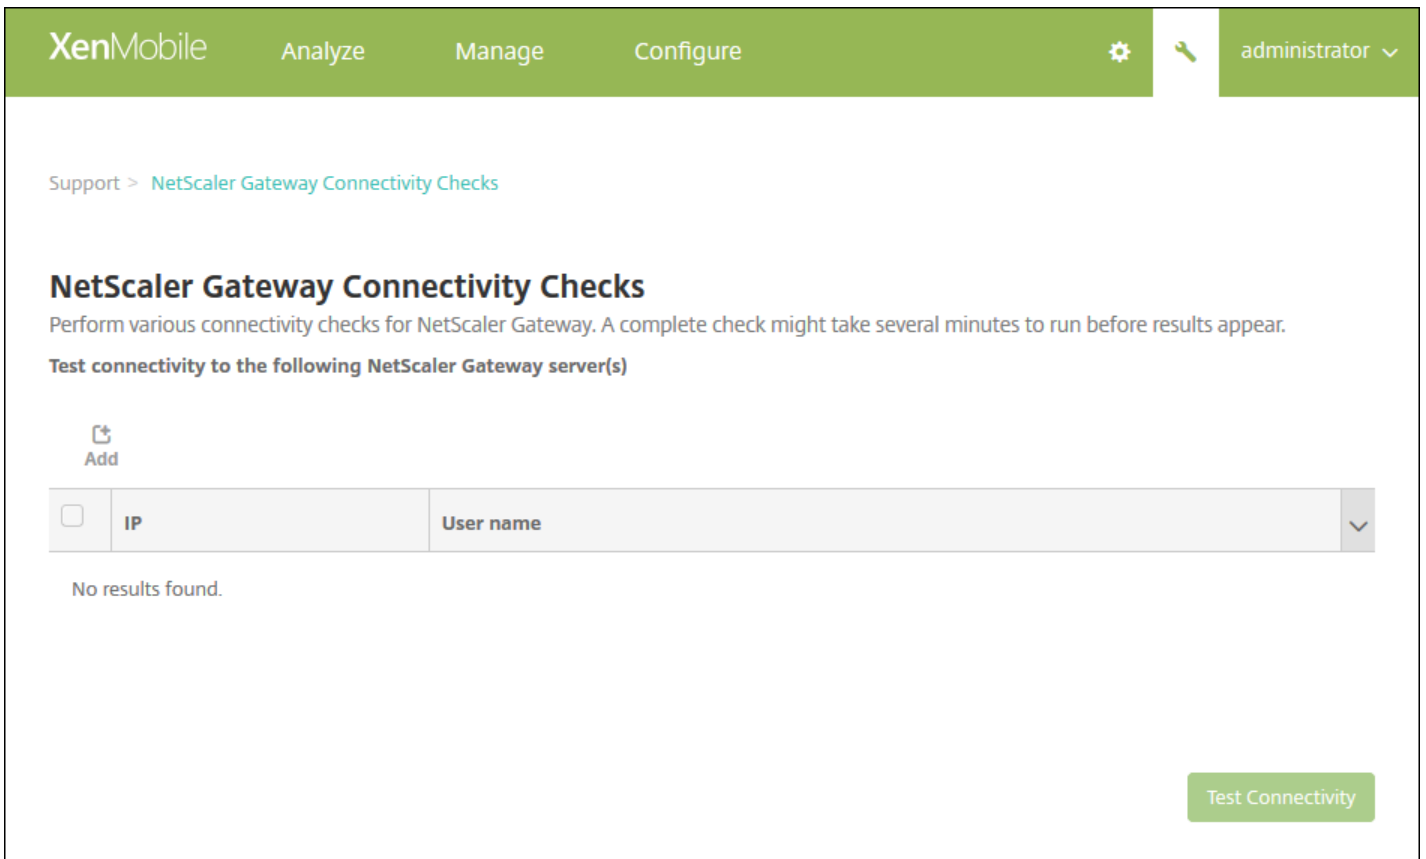 XenMobile Analyze Manage Configure administrator
Support > NetScaler Gateway Connectivity Checks
NetScaler Gateway Connectivity Checks
Perform various connectivity checks for NetScaler Gateway. A complete check might take several minutes to run before results appear.
Test connectivity to the following NetScaler Gateway server(s)
Add
IP User name
No results found.
Test Connectivity